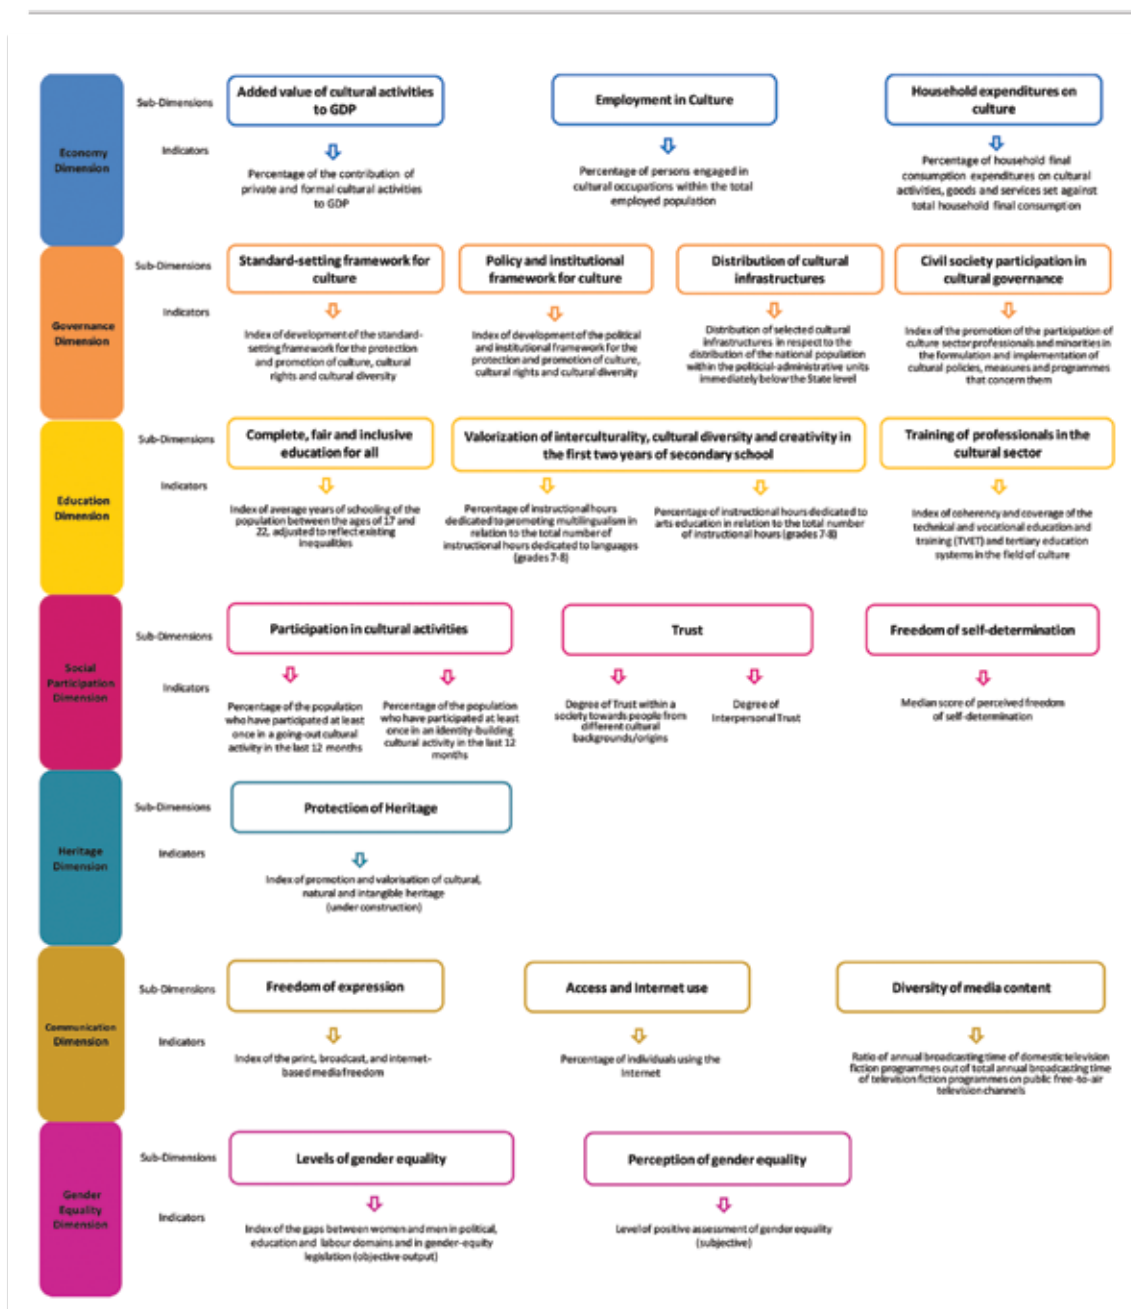 Economy
Dimension
Sub-Dimensions
Added value of cultural activities
to GDP
Employment in Culture
Household expenditures on
culture
Indicators
Percentage of the contribution of
private and formal cultural activities
to GDP
Percentage of persons engaged in
cultural occupations within the total
employed population
Percentage of household final
consumption expenditures on cultural
activities, goods and services set against
total household final consumption
Governance
Dimension
Sub-Dimensions
Standard-setting framework for
culture
Policy and institutional
framework for culture
Distribution of cultural
infrastructures
Civil society participation in
cultural governance
Indicators
Index of development of the standard-
setting framework for the protection
and promotion of culture, cultural
rights and cultural diversity
Index of development of the political
and institutional framework for the
protection and promotion of culture,
cultural rights and cultural diversity
Distribution of selected cultural
infrastructures in respect to the
distribution of the national population
within the political-administrative units
immediately below the State level
Index of the promotion of the participation of
culture sector professionals and minorities in
the formulation and implementation of
cultural policies, measures and programmes
that concern them
Education
Dimension
Sub-Dimensions
Complete, fair and inclusive
education for all
Valorization of interculturality, cultural diversity and creativity in
the first two years of secondary school
Training of professionals in the
cultural sector
Indicators
Index of average years of schooling of
the population between the ages of 17 and
22, adjusted to reflect existing
inequalities
Percentage of instructional hours
dedicated to promoting multilingualism in
relation to the total number of
instructional hours dedicated to languages
(grades 7-8)
Percentage of instructional hours dedicated to
arts education in relation to the total number
of instructional hours (grades 7-8)
Index of coherency and coverage of the
technical and vocational education and
training (TVET) and tertiary education
systems in the field of culture
Social
Participation
Dimension
Sub-Dimensions
Participation in cultural activities
Trust
Freedom of self-determination
Indicators
Percentage of the population
who have participated at least
once in a going-out cultural
activity in the last 12 months
Percentage of the population
who have participated at least
once in an identity-building
cultural activity in the last 12
months
Degree of Trust within a
society towards people from
different cultural
backgrounds/origins
Degree of
Interpersonal Trust
Median score of perceived freedom
of self-determination
Heritage
Dimension
Sub-Dimensions
Protection of Heritage
Indicators
Index of promotion and valorisation of cultural,
natural and intangible heritage
(under construction)
Communication
Dimension
Sub-Dimensions
Freedom of expression
Access and Internet use
Diversity of media content
Indicators
Index of the print, broadcast, and internet-
based media freedom
Percentage of individuals using the
Internet
Ratio of annual broadcasting time of domestic television
fiction programmes out of total annual broadcasting time
of television fiction programmes on public free-to-air
television channels
Gender
Equality
Dimension
Sub-Dimensions
Levels of gender equality
Perception of gender equality
Indicators
Index of the gaps between women and men in political,
education and labour domains and in gender-equity
legislation (objective output)
Level of positive assessment of gender equality
(subjective)